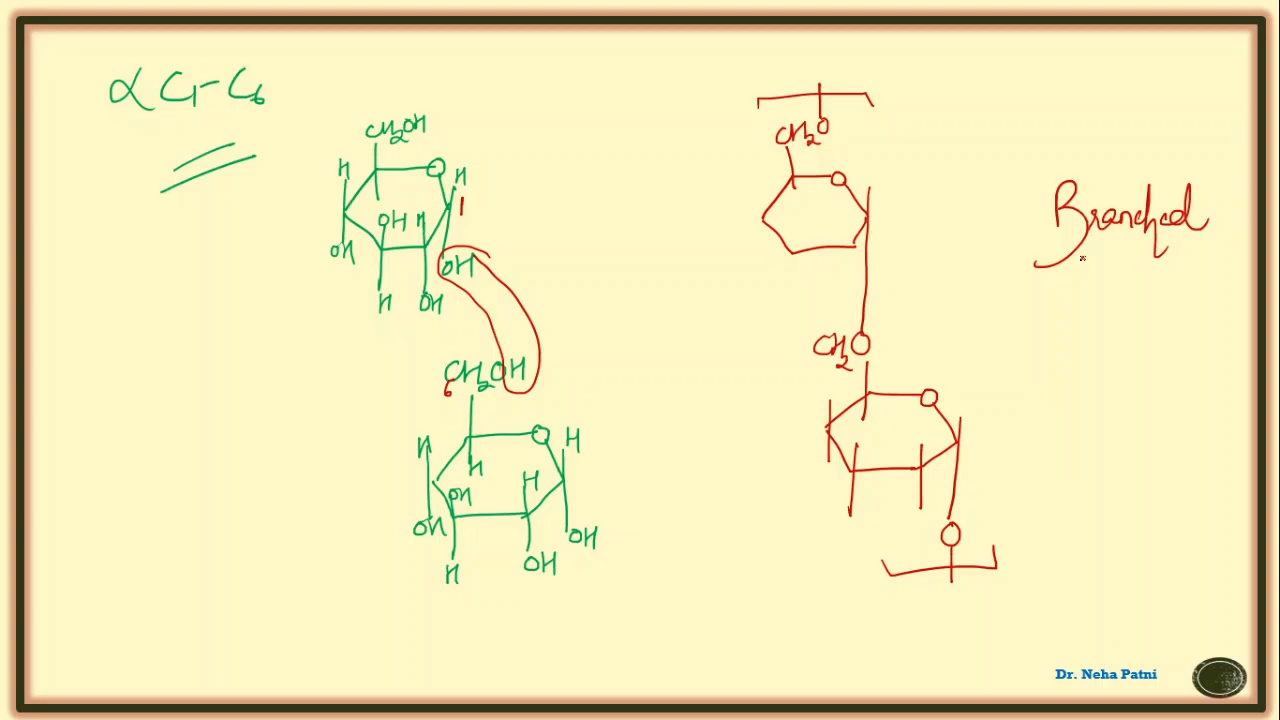 α C₁-C₆
CH₂OH
H O H
1
OH H
OH OH
H OH
6 CH₂OH
O H
H H
OH H
OH OH
H OH
CH₂O
O
CH₂O
O
O
Branched
Dr. Neha Patni